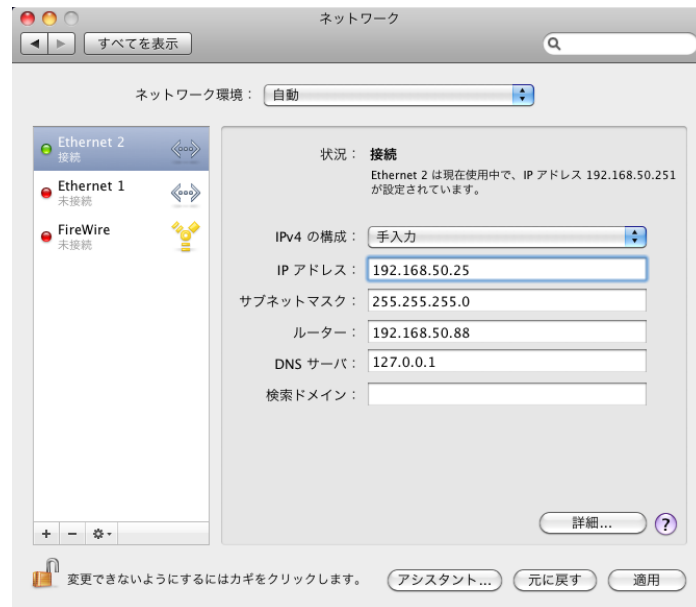 ネットワーク
すべてを表示
ネットワーク環境： 自動
Ethernet 2
接続
Ethernet 1
未接続
FireWire
未接続
状況： 接続
Ethernet 2 は現在使用中で、IP アドレス 192.168.50.251
が設定されています。
IPv4 の構成： 手入力
IP アドレス： 192.168.50.25
サブネットマスク： 255.255.255.0
ルーター： 192.168.50.88
DNS サーバ： 127.0.0.1
検索ドメイン：
詳細... ?
+ −
変更できないようにするにはカギをクリックします。 アシスタント... 元に戻す 適用